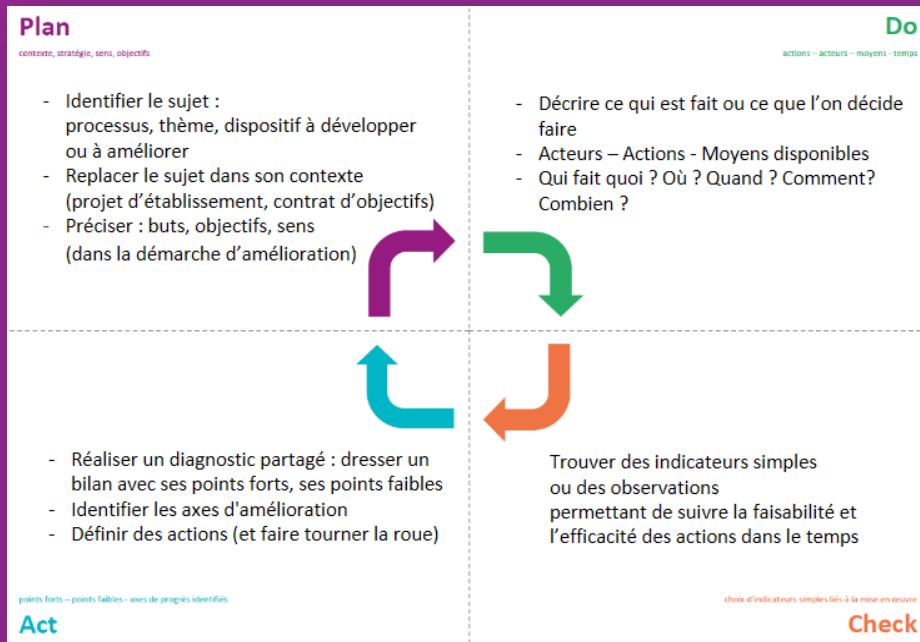 Plan
contexte, stratégie, sens, objectifs
- Identifier le sujet :
processus, thème, dispositif à développer
ou à améliorer
- Replacer le sujet dans son contexte
(projet d'établissement, contrat d'objectifs)
- Préciser : buts, objectifs, sens
(dans la démarche d'amélioration)
Do
actions – acteurs – moyens - temps
- Décrire ce qui est fait ou ce que l'on décide
faire
- Acteurs – Actions - Moyens disponibles
- Qui fait quoi ? Où ? Quand ? Comment?
Combien ?
- Réaliser un diagnostic partagé : dresser un
bilan avec ses points forts, ses points faibles
- Identifier les axes d'amélioration
- Définir des actions (et faire tourner la roue)
points forts – points faibles - axes de progrès identifiés
Act
Trouver des indicateurs simples
ou des observations
permettant de suivre la faisabilité et
l'efficacité des actions dans le temps
choix d'indicateurs simples liés à la mise en œuvre
Check